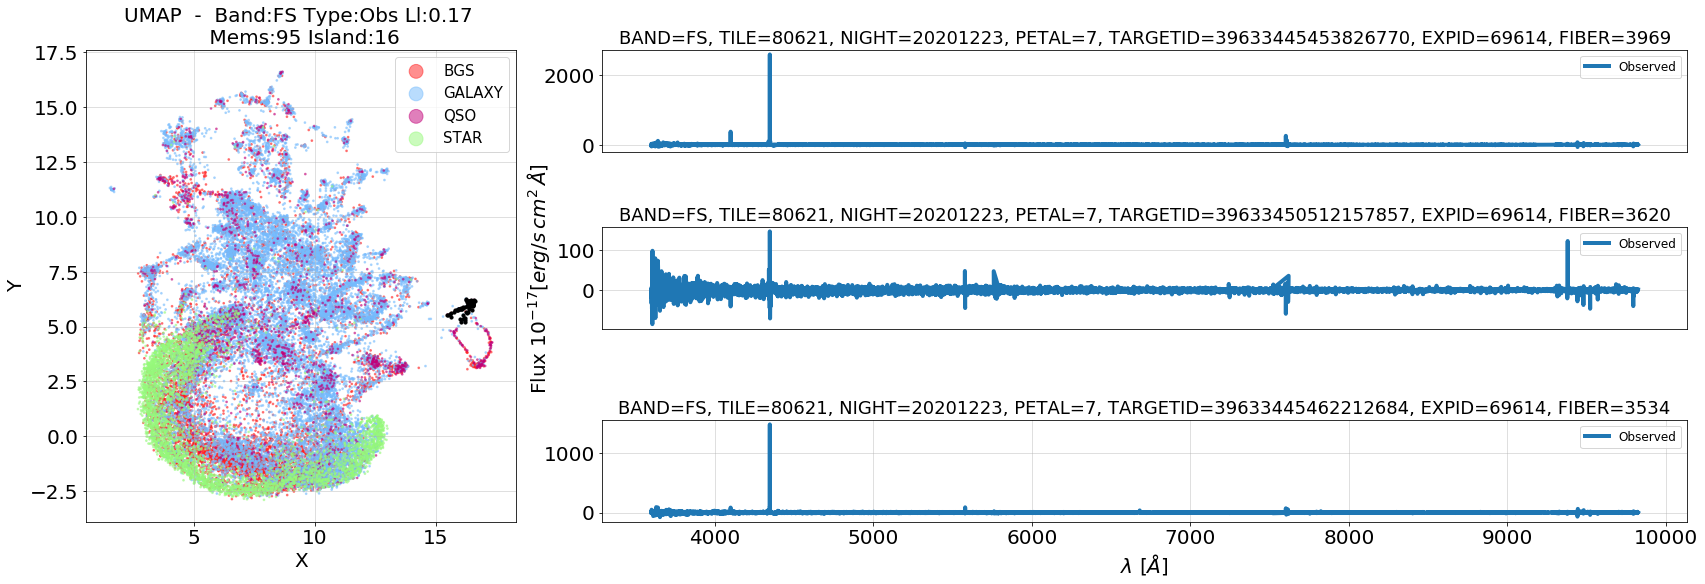 UMAP - Band:FS Type:Obs Ll:0.17
Mems:95 Island:16
17.5
15.0
12.5
10.0
7.5
5.0
2.5
0.0
−2.5
Y
5
10
15
X
BGS
GALAXY
QSO
STAR
Flux 10⁻¹⁷[erg/s cm² Å]
BAND=FS, TILE=80621, NIGHT=20201223, PETAL=7, TARGETID=39633445453826770, EXPID=69614, FIBER=3969
2000
0
Observed
BAND=FS, TILE=80621, NIGHT=20201223, PETAL=7, TARGETID=39633450512157857, EXPID=69614, FIBER=3620
100
0
Observed
BAND=FS, TILE=80621, NIGHT=20201223, PETAL=7, TARGETID=39633445462212684, EXPID=69614, FIBER=3534
1000
0
Observed
4000
5000
6000
7000
8000
9000
10000
λ [Å]